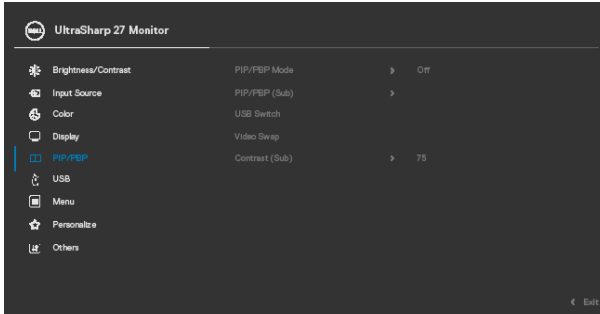 DELL UltraSharp 27 Monitor
Brightness/Contrast PIP/PBP Mode Off
Input Source PIP/PBP (Sub)
Color USB Switch
Display Video Swap
PIP/PBP Contrast (Sub) 75
USB
Menu
Personalize
Others
Exit